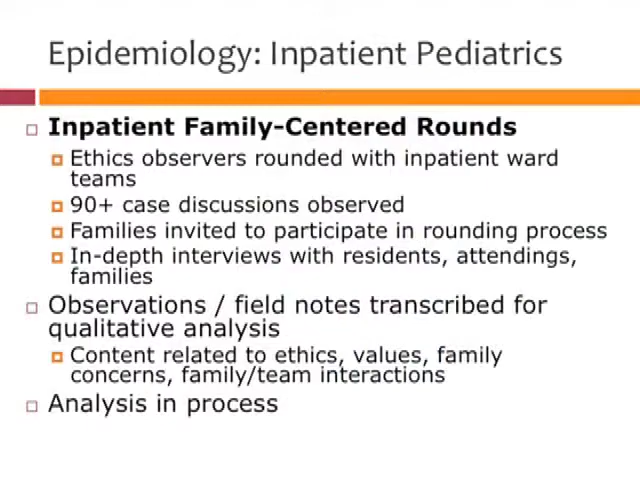 Epidemiology: Inpatient Pediatrics
Inpatient Family-Centered Rounds
Ethics observers rounded with inpatient ward
teams
90+ case discussions observed
Families invited to participate in rounding process
In-depth interviews with residents, attendings,
families
Observations / field notes transcribed for
qualitative analysis
Content related to ethics, values, family
concerns, family/team interactions
Analysis in process